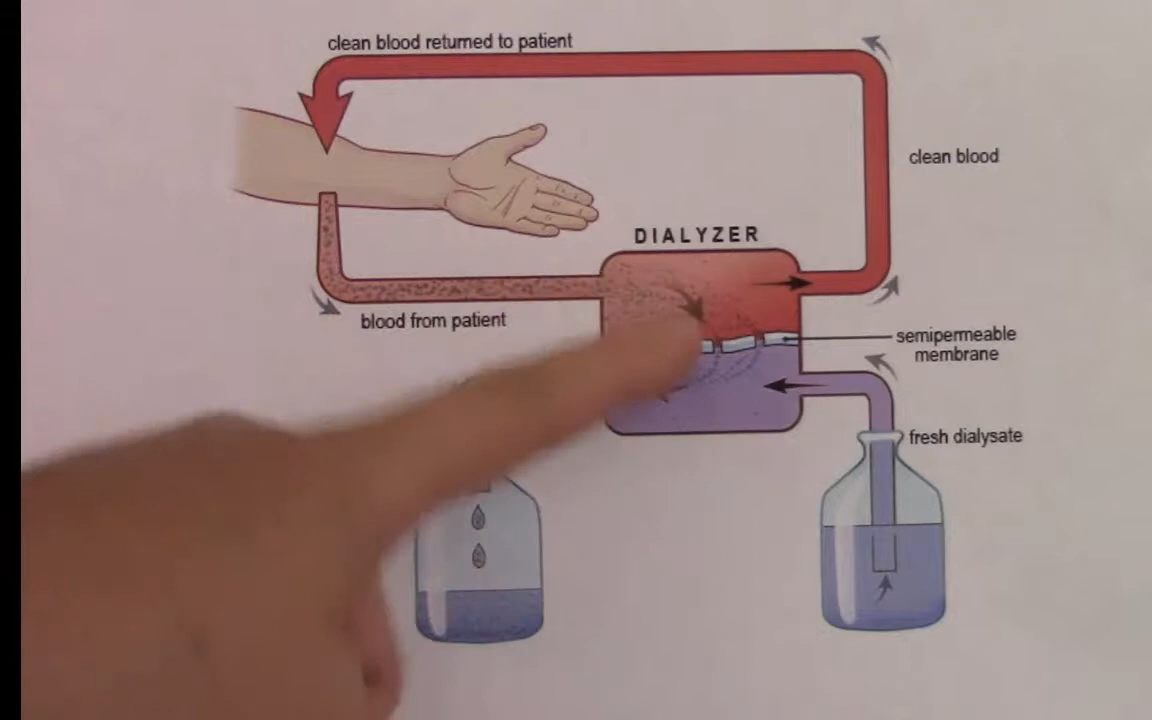 clean blood returned to patient
clean blood
DIALYZER
blood from patient
semipermeable
membrane
fresh dialysate